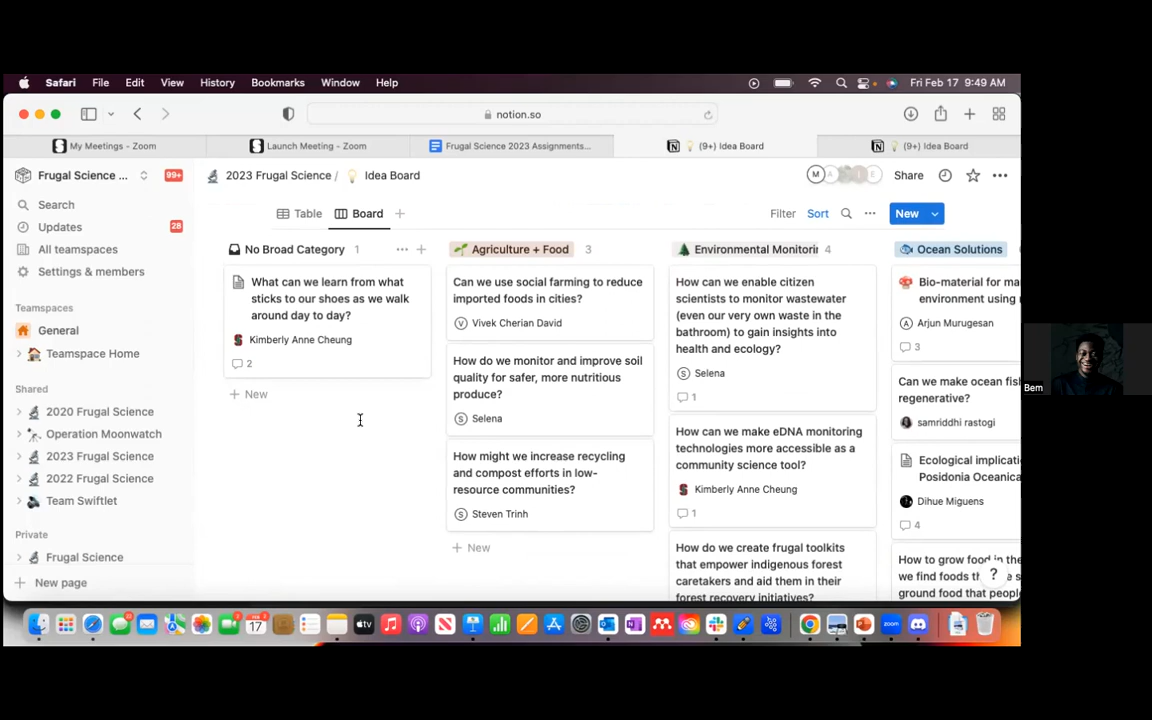 Safari File Edit View History Bookmarks Window Help Fri Feb 17 9:49 AM
notion.so
My Meetings - Zoom Launch Meeting - Zoom Frugal Science 2023 Assignments... (9+) Idea Board (9+) Idea Board
Frugal Science ... 99+
2023 Frugal Science / Idea Board M A E Share
Search
Updates 28
All teamspaces
Settings & members
Teamspaces
General
Teamspace Home
Shared
2020 Frugal Science
Operation Moonwatch
2023 Frugal Science
2022 Frugal Science
Team Swiftlet
Private
Frugal Science
New page
Table Board Filter Sort New
No Broad Category 1
What can we learn from what
sticks to our shoes as we walk
around day to day?
Kimberly Anne Cheung
2
New
Agriculture + Food 3
Can we use social farming to reduce
imported foods in cities?
V Vivek Cherian David
How do we monitor and improve soil
quality for safer, more nutritious
produce?
S Selena
How might we increase recycling
and compost efforts in low-
resource communities?
S Steven Trinh
New
Environmental Monitorin 4
How can we enable citizen
scientists to monitor wastewater
(even our very own waste in the
bathroom) to gain insights into
health and ecology?
S Selena
1
How can we make eDNA monitoring
technologies more accessible as a
community science tool?
Kimberly Anne Cheung
1
How do we create frugal toolkits
that empower indigenous forest
caretakers and aid them in their
forest recovery initiatives?
Ocean Solutions
Bio-material for ma
environment using
A Arjun Murugesan
3
Can we make ocean fish
regenerative?
samriddhi rastogi
Ecological implicati
Posidonia Oceanica
Dihue Miguens
4
How to grow food in the
we find foods s
ground food that people
?
17
tv
zoom
Bem